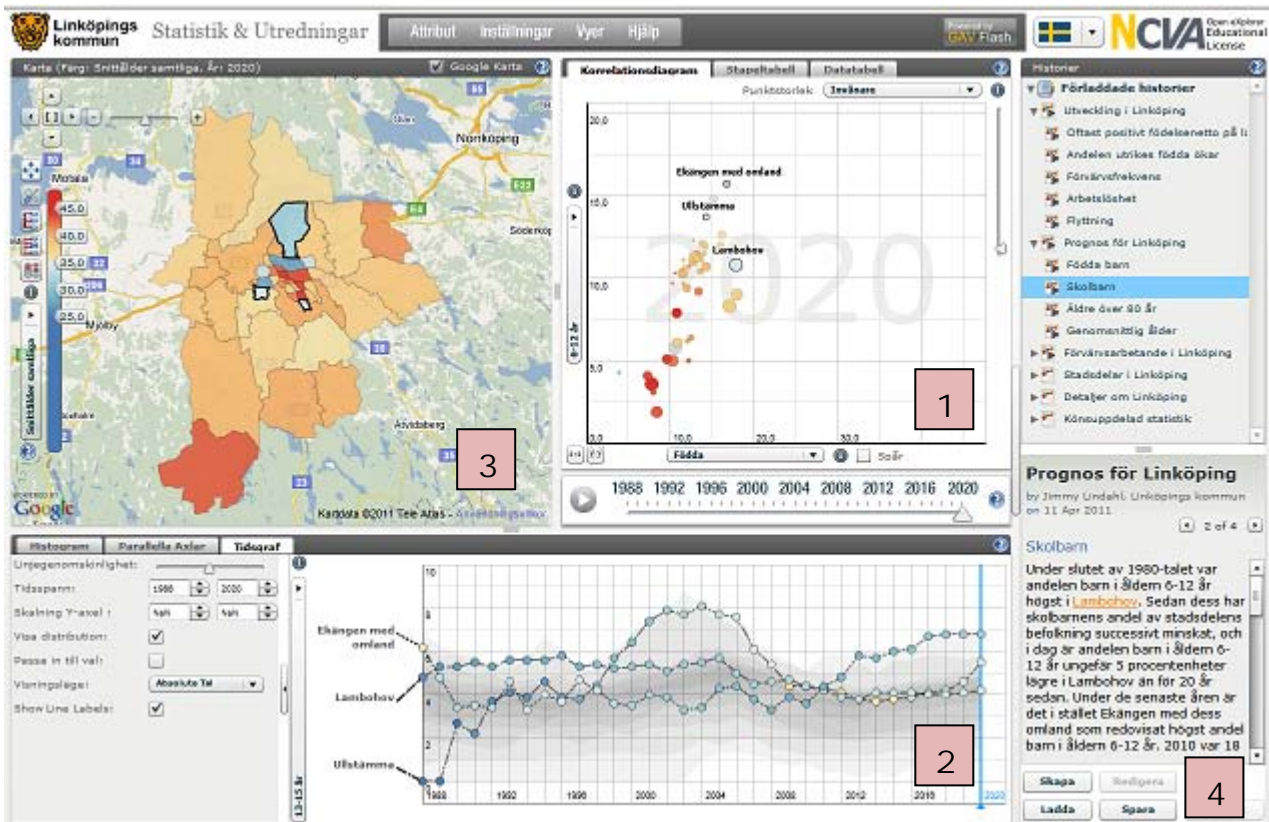 Linköpings
kommun
Statistik & Utredningar
Attribut Inställningar Vyer Hjälp
Powered by
GAV Flash
NCVA
Open eXplorer
Educational
License
Karta (Färg: Snittålder samtliga, År: 2020)
Google Karta
Norrköping
Motala
Söderköp
Mjölby
Åtvidaberg
E22
E4
45,0
40,0
35,0
30,0
25,0
Snittålder samtliga
3
POWERED BY
Google
Kartdata ©2011 Tele Atlas - Användningsvillkor
Korrelationsdiagram Stapeltabell Datatabell
Punktstorlek: Invånare
20,0
15,0
10,0
5,0
0,0 10,0 20,0 30,0
6-12 år
Ekängen med omland
Ullstämma
Lambohov
2020
1
Födda
Spår
1988 1992 1996 2000 2004 2008 2012 2016 2020
Historier
Förladdade historier
Utveckling i Linköping
Oftast positivt födelsenetto på la
Andelen utrikes födda ökar
Förvärvsfrekvens
Arbetslöshet
Flyttning
Prognos för Linköping
Födda barn
Skolbarn
Äldre över 80 år
Genomsnittlig ålder
Förvärvsarbetande i Linköping
Stadsdelar i Linköping
Detaljer om Linköping
Könsuppdelad statistik
Prognos för Linköping
by Jimmy Lindahl, Linköpings kommun
on 11 Apr 2011
2 of 4
Skolbarn
Under slutet av 1980-talet var
andelen barn i åldern 6-12 år
högst i Lambohov. Sedan dess har
skolbarnens andel av stadsdelens
befolkning successivt minskat, och
i dag är andelen barn i åldern 6-
12 år ungefär 5 procentenheter
lägre i Lambohov än för 20 år
sedan. Under de senaste åren är
det i stället Ekängen med dess
omland som redovisat högst andel
barn i åldern 6-12 år. 2010 var 18
Skapa Redigera
Ladda Spara
4
Histogram Parallella Axlar Tidsgraf
Linjegenomskinlighet:
Tidsspann: 1988 2020
Skalning Y-axel : NaN NaN
Visa distribution:
Passa in till val:
Visningsläge: Absoluta Tal
Show Line Labels:
13-15 år
Ekängen med
omland
Lambohov
Ullstämma
10
8
6
4
2
1988 1992 1996 2000 2004 2008 2012 2016 2020
2